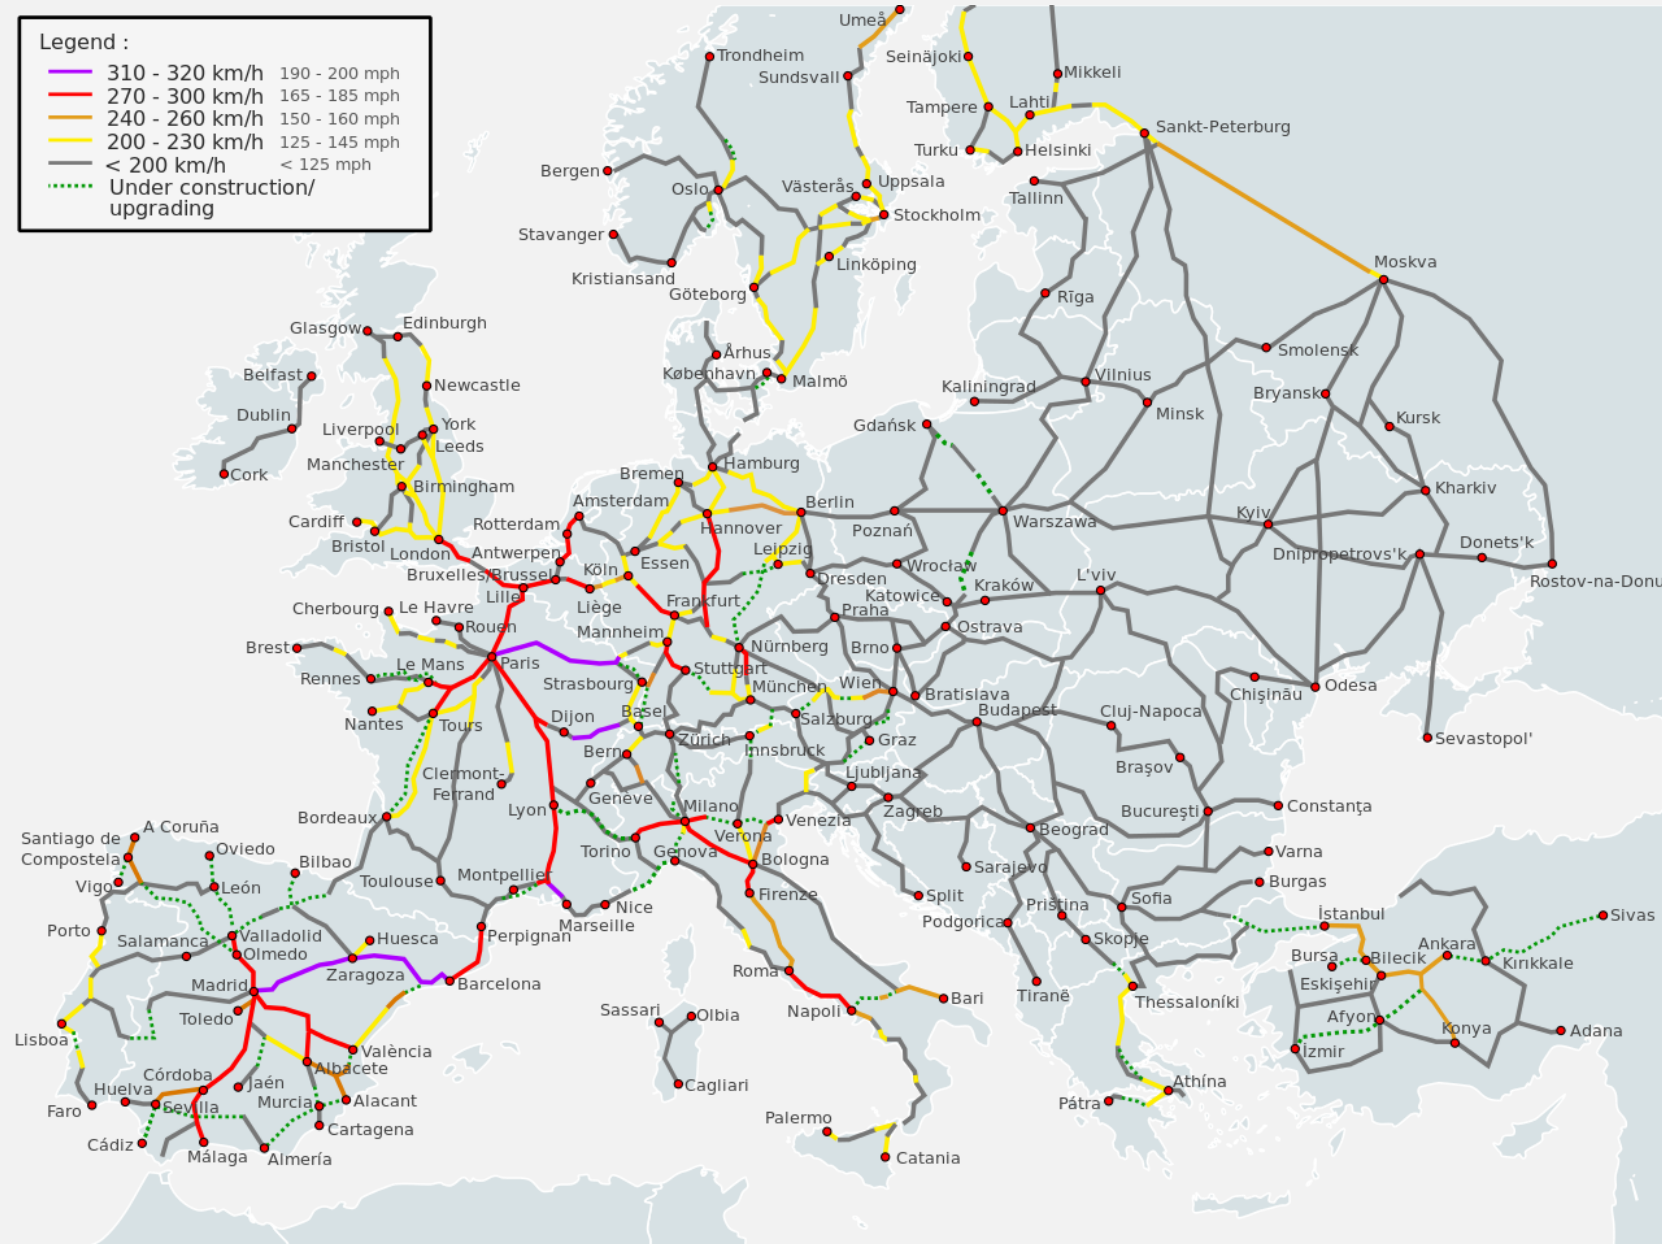 Legend :
310 - 320 km/h 190 - 200 mph
270 - 300 km/h 165 - 185 mph
240 - 260 km/h 150 - 160 mph
200 - 230 km/h 125 - 145 mph
< 200 km/h < 125 mph
Under construction/
upgrading
Umeå
Trondheim
Seinäjoki
Sundsvall
Mikkeli
Tampere
Lahti
Sankt-Peterburg
Turku
Helsinki
Bergen
Oslo
Västerås
Uppsala
Tallinn
Stockholm
Stavanger
Linköping
Moskva
Kristiansand
Göteborg
Rīga
Glasgow
Edinburgh
Århus
Smolensk
Belfast
Newcastle
København
Malmö
Kaliningrad
Vilnius
Bryansk
Minsk
Dublin
Liverpool
York
Leeds
Gdańsk
Kursk
Manchester
Cork
Birmingham
Bremen
Hamburg
Kharkiv
Amsterdam
Berlin
Cardiff
Rotterdam
Hannover
Poznań
Warszawa
Kyiv
Bristol
London
Antwerpen
Leipzig
Dnipropetrovs'k
Donets'k
Bruxelles/Brussel
Köln
Essen
Dresden
Wrocław
L'viv
Rostov-na-Donu
Lille
Liège
Frankfurt
Katowice
Kraków
Cherbourg
Le Havre
Rouen
Praha
Mannheim
Ostrava
Brest
Nürnberg
Brno
Paris
Le Mans
Stuttgart
Rennes
Strasbourg
München
Wien
Bratislava
Chişinău
Odesa
Nantes
Tours
Dijon
Basel
Salzburg
Budapest
Cluj-Napoca
Zürich
Innsbruck
Graz
Sevastopol'
Bern
Clermont-
Ferrand
Ljubljana
Braşov
Genève
Lyon
Milano
Zagreb
Bucureşti
Constanţa
Bordeaux
Venezia
Verona
Beograd
A Coruña
Santiago de
Compostela
Oviedo
Bilbao
Torino
Genova
Bologna
Varna
Vigo
León
Toulouse
Montpellier
Sarajevo
Burgas
Firenze
Split
Nice
Marseille
Priština
Sofia
İstanbul
Sivas
Porto
Valladolid
Huesca
Perpignan
Podgorica
Skopje
Salamanca
Olmedo
Ankara
Bursa
Bilecik
Kırıkkale
Zaragoza
Roma
Madrid
Barcelona
Tiranë
Eskişehir
Thessaloníki
Bari
Toledo
Sassari
Olbia
Napoli
Afyon
Konya
Adana
Lisboa
València
İzmir
Albacete
Córdoba
Jaén
Cagliari
Athína
Huelva
Sevilla
Murcia
Alacant
Pátra
Faro
Palermo
Cartagena
Cádiz
Málaga
Almería
Catania